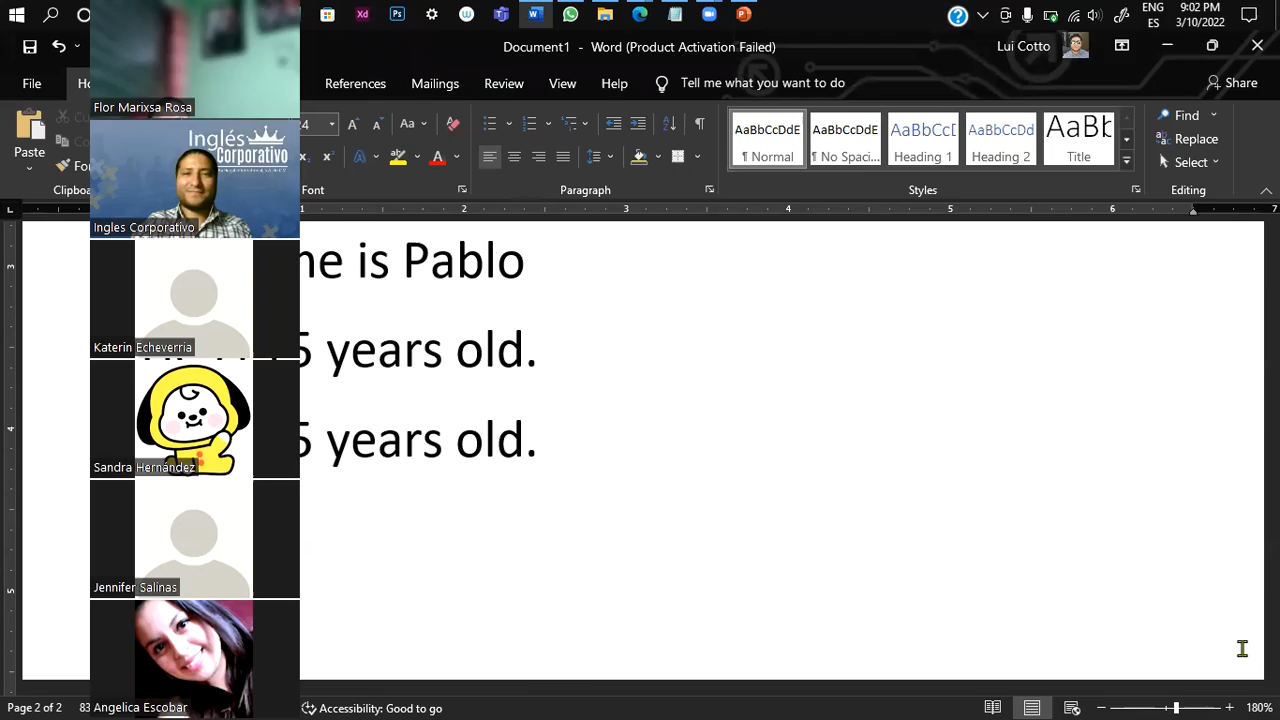 9:02 PM
3/10/2022
ENG
ES
Document1 - Word (Product Activation Failed)
Lui Cotto
File
References
Mailings
Review
View
Help
Tell me what you want to do
Share
Paste
Aa
AaBbCcDdE
¶ Normal
AaBbCcDdE
¶ No Spaci...
AaBbC
Heading 1
AaBbCcDd
Heading 2
AaBb
Title
Find
Replace
Select
Font
Paragraph
Styles
Editing
Flor Marixsa Rosa
Inglés
Corporativo
Ingles Corporativo
Katerin Echeverria
Sandra Hernández
Jennifer Salinas
Angelica Escobar
me is Pablo
5 years old.
5 years old.
Page 2 of 2
Accessibility: Good to go
180%